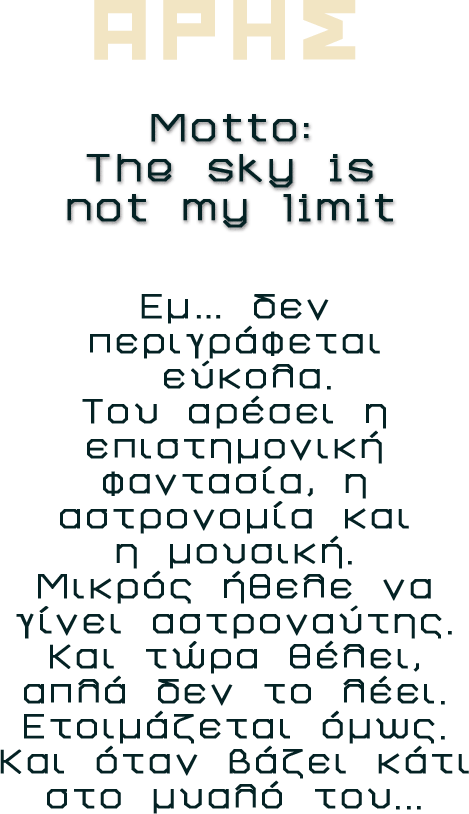 ΑΡΗΣ
Motto:
The sky is
not my limit
Εμ... δεν
περιγράφεται
εύκολα.
Του αρέσει η
επιστημονική
φαντασία, η
αστρονομία και
η μουσική.
Μικρός ήθελε να
γίνει αστροναύτης.
Και τώρα θέλει,
απλά δεν το λέει.
Ετοιμάζεται όμως.
Και όταν βάζει κάτι
στο μυαλό του...